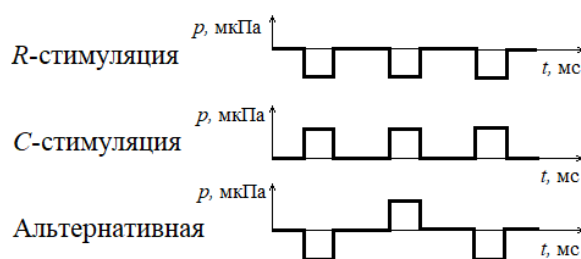 p, мкПа
R-стимуляция
t, мс
p, мкПа
C-стимуляция
t, мс
p, мкПа
Альтернативная
t, мс